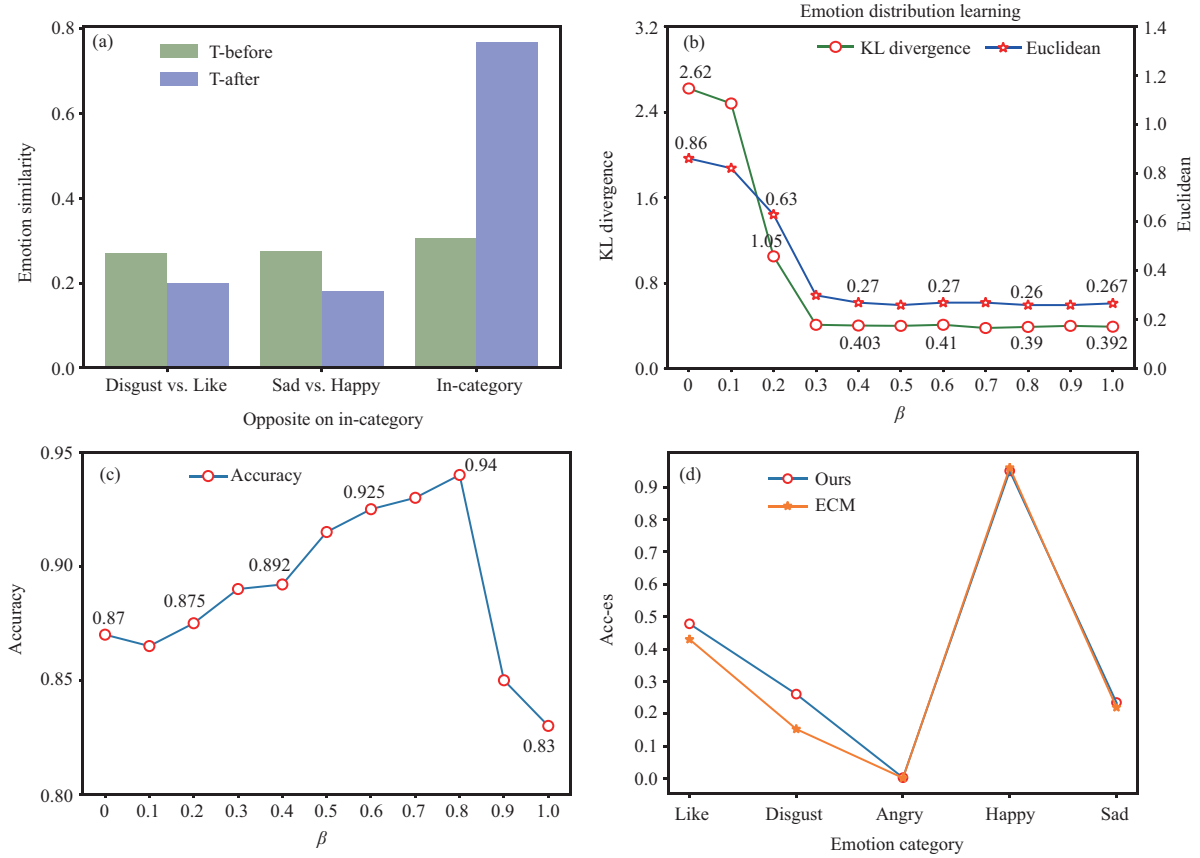 (a)
T-before
T-after
0.8
0.6
0.4
0.2
0.0
Emotion similarity
Disgust vs. Like
Sad vs. Happy
In-category
Opposite on in-category
Emotion distribution learning
(b)
KL divergence
Euclidean
3.2
2.4
1.6
0.8
0.0
KL divergence
1.4
1.2
1.0
0.8
0.6
0.4
0.2
0.0
Euclidean
2.62
0.86
0.63
1.05
0.27
0.27
0.26
0.267
0.403
0.41
0.39
0.392
0 0.1 0.2 0.3 0.4 0.5 0.6 0.7 0.8 0.9 1.0
β
(c)
Accuracy
0.95
0.90
0.85
0.80
Accuracy
0.87
0.875
0.892
0.925
0.94
0.83
0 0.1 0.2 0.3 0.4 0.5 0.6 0.7 0.8 0.9 1.0
β
(d)
Ours
ECM
0.9
0.8
0.7
0.6
0.5
0.4
0.3
0.2
0.1
0.0
Acc-es
Like Disgust Angry Happy Sad
Emotion category